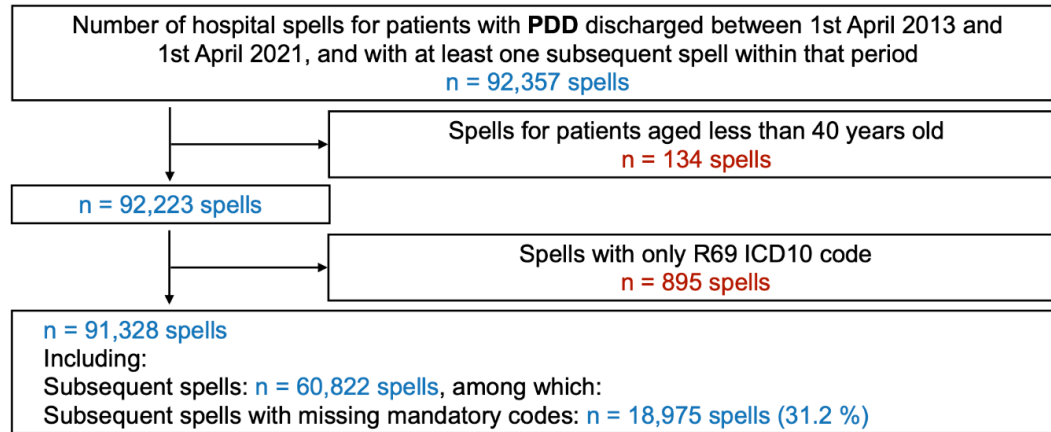 Number of hospital spells for patients with PDD discharged between 1st April 2013 and
1st April 2021, and with at least one subsequent spell within that period
n = 92,357 spells
Spells for patients aged less than 40 years old
n = 134 spells
n = 92,223 spells
Spells with only R69 ICD10 code
n = 895 spells
n = 91,328 spells
Including:
Subsequent spells: n = 60,822 spells, among which:
Subsequent spells with missing mandatory codes: n = 18,975 spells (31.2 %)